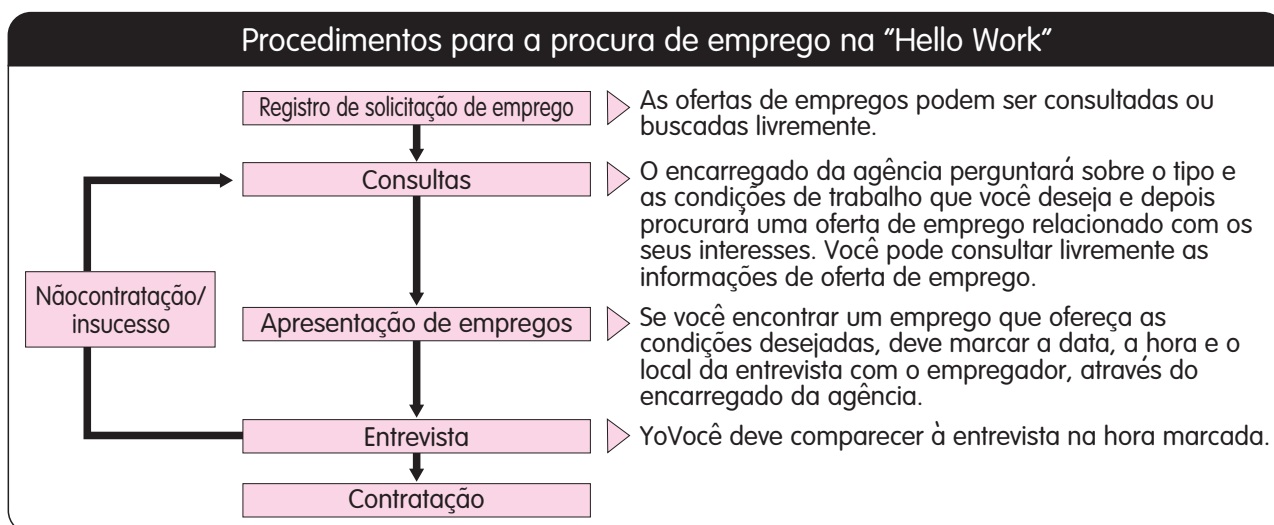 Procedimentos para a procura de emprego na "Hello Work"
Registro de solicitação de emprego
As ofertas de empregos podem ser consultadas ou
buscadas livremente.
Consultas
O encarregado da agência perguntará sobre o tipo e
as condições de trabalho que você deseja e depois
procurará uma oferta de emprego relacionado com os
seus interesses. Você pode consultar livremente as
informações de oferta de emprego.
Nãocontratação/
insucesso
Apresentação de empregos
Se você encontrar um emprego que ofereça as
condições desejadas, deve marcar a data, a hora e o
local da entrevista com o empregador, através do
encarregado da agência.
Entrevista
YoVocê deve comparecer à entrevista na hora marcada.
Contratação